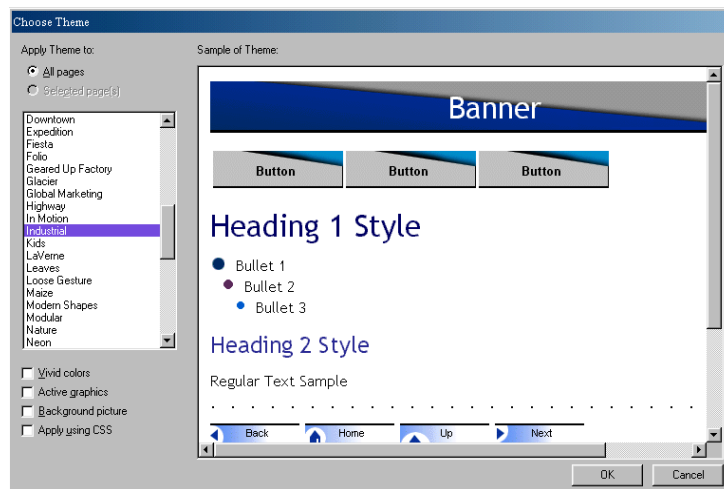 Choose Theme
Apply Theme to:
All pages
Selected page(s)
Downtown
Expedition
Fiesta
Folio
Geared Up Factory
Glacier
Global Marketing
Highway
In Motion
Industrial
Kids
LaVerne
Leaves
Loose Gesture
Maize
Modern Shapes
Modular
Nature
Neon
Vivid colors
Active graphics
Background picture
Apply using CSS
Sample of Theme:
Banner
Button Button Button
Heading 1 Style
Bullet 1
Bullet 2
Bullet 3
Heading 2 Style
Regular Text Sample
Back Home Up Next
OK Cancel